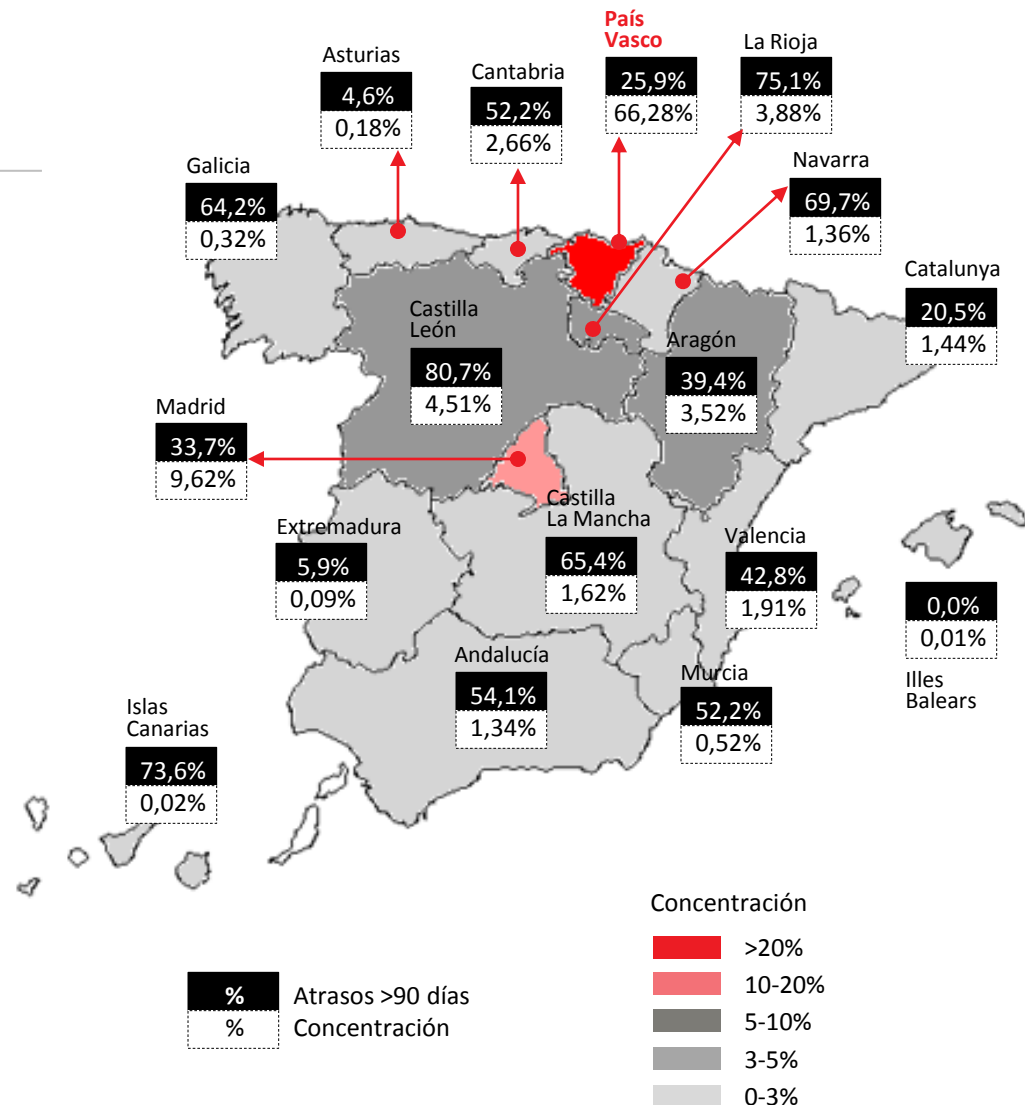 País
Vasco
25,9%
66,28%
La Rioja
75,1%
3,88%
Asturias
4,6%
0,18%
Cantabria
52,2%
2,66%
Navarra
69,7%
1,36%
Galicia
64,2%
0,32%
Catalunya
20,5%
1,44%
Castilla
León
80,7%
4,51%
Aragón
39,4%
3,52%
Madrid
33,7%
9,62%
Castilla
La Mancha
65,4%
1,62%
Extremadura
5,9%
0,09%
Valencia
42,8%
1,91%
0,0%
0,01%
Illes
Balears
Andalucía
54,1%
1,34%
Murcia
52,2%
0,52%
Islas
Canarias
73,6%
0,02%
% Atrasos >90 días
% Concentración
Concentración
>20%
10-20%
5-10%
3-5%
0-3%